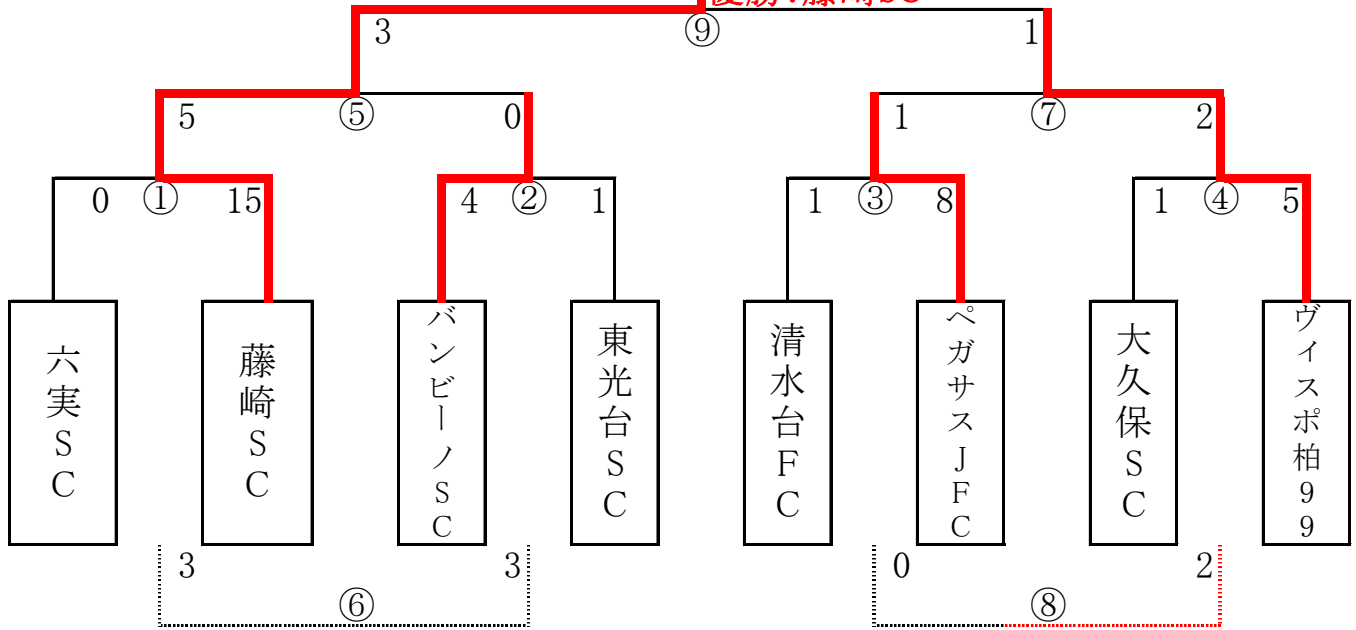 3 ⑨ 1
5 ⑤ 0 1 ⑦ 2
0 ① 15 4 ② 1 1 ③ 8 1 ④ 5
六実SC
藤崎SC
バンビーノSC
東光台SC
清水台FC
ペガサスJFC
大久保SC
ヴィスポ柏99
3 3 0 2
⑥ ⑧